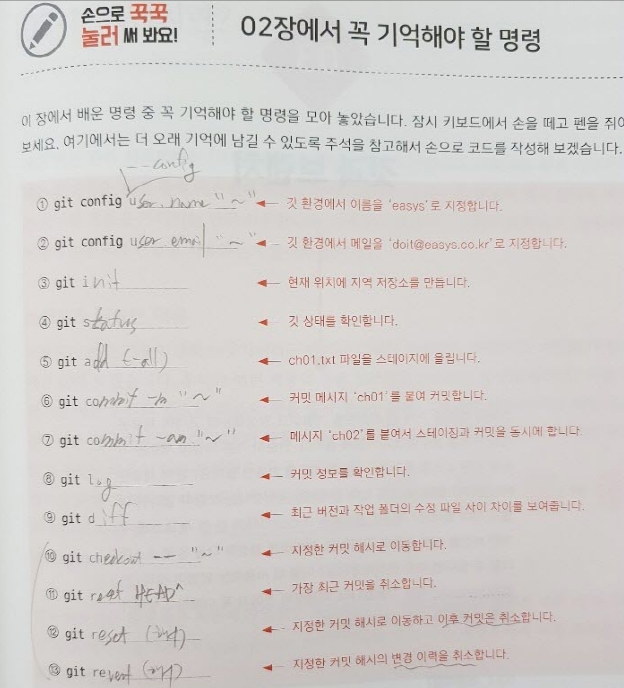 손으로 꾹꾹
눌러 써 봐요!
02장에서 꼭 기억해야 할 명령
이 장에서 배운 명령 중 꼭 기억해야 할 명령을 모아 놓았습니다. 잠시 키보드에서 손을 떼고 펜을 쥐어
보세요. 여기에서는 더 오래 기억에 남길 수 있도록 주석을 참고해서 손으로 코드를 작성해 보겠습니다.
--config
① git config user.name "~" 깃 환경에서 이름을 'easys'로 지정합니다.
② git config user email "~" 깃 환경에서 메일을 'doit@easys.co.kr'로 지정합니다.
③ git init 현재 위치에 지역 저장소를 만듭니다.
④ git status 깃 상태를 확인합니다.
⑤ git add (-all) ch01.txt 파일을 스테이지에 올립니다.
⑥ git commit -m "~" 커밋 메시지 'ch01'를 붙여 커밋합니다.
⑦ git commit -am "~" 메시지 'ch02'를 붙여서 스테이징과 커밋을 동시에 합니다.
⑧ git log 커밋 정보를 확인합니다.
⑨ git diff 최근 버전과 작업 폴더의 수정 파일 사이 차이를 보여줍니다.
⑩ git checkout -- "~" 지정한 커밋 해시로 이동합니다.
⑪ git reset HEAD^ 가장 최근 커밋을 취소합니다.
⑫ git reset 지정한 커밋 해시로 이동하고 이후 커밋은 취소합니다.
⑬ git revert 지정한 커밋 해시의 변경 이력을 취소합니다.